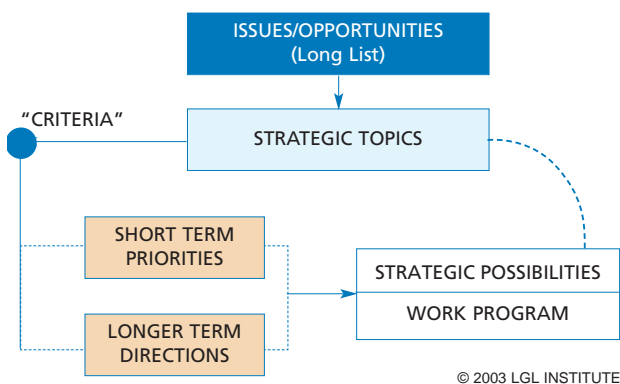 ISSUES/OPPORTUNITIES
(Long List)
"CRITERIA"
STRATEGIC TOPICS
SHORT TERM
PRIORITIES
STRATEGIC POSSIBILITIES
WORK PROGRAM
LONGER TERM
DIRECTIONS
© 2003 LGL INSTITUTE